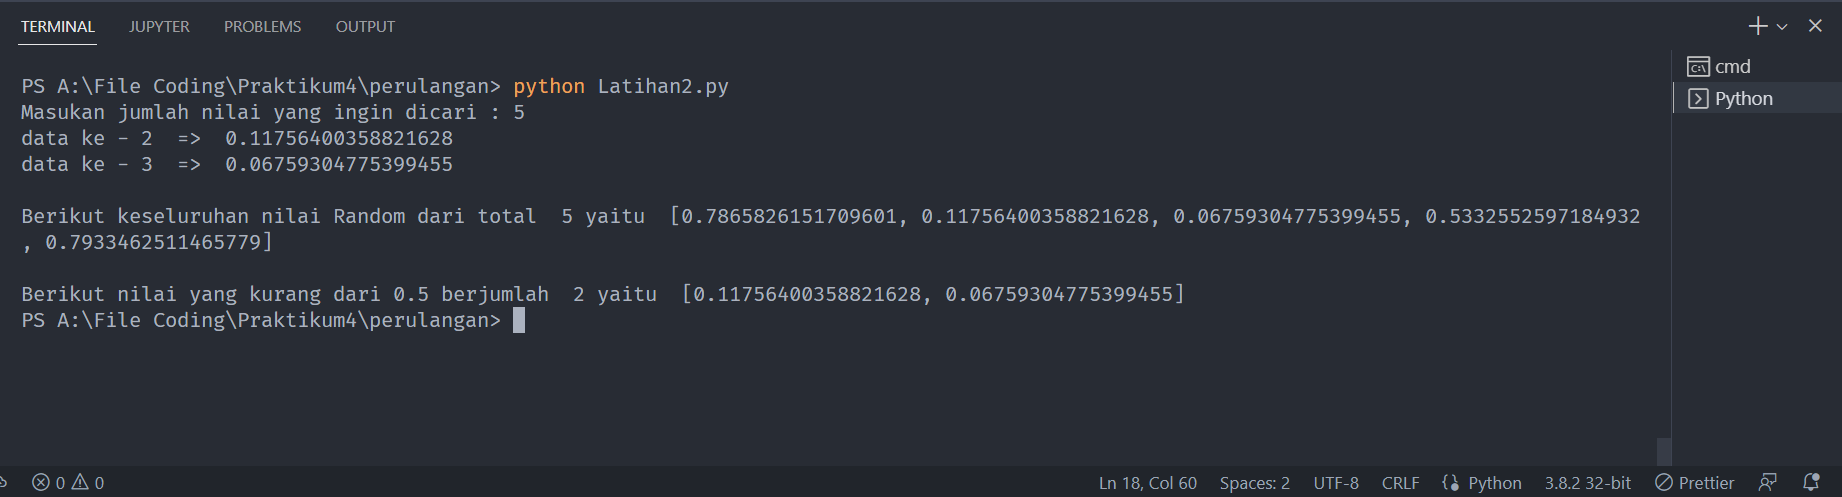 TERMINAL JUPYTER PROBLEMS OUTPUT
PS A:\File Coding\Praktikum4\perulangan> python Latihan2.py
Masukan jumlah nilai yang ingin dicari : 5
data ke - 2  =>  0.11756400358821628
data ke - 3  =>  0.06759304775399455
Berikut keseluruhan nilai Random dari total  5 yaitu  [0.7865826151709601, 0.11756400358821628, 0.06759304775399455, 0.5332552597184932
, 0.7933462511465779]
Berikut nilai yang kurang dari 0.5 berjumlah  2 yaitu  [0.11756400358821628, 0.06759304775399455]
PS A:\File Coding\Praktikum4\perulangan>
cmd
Python
0 0 Ln 18, Col 60 Spaces: 2 UTF-8 CRLF Python 3.8.2 32-bit Prettier